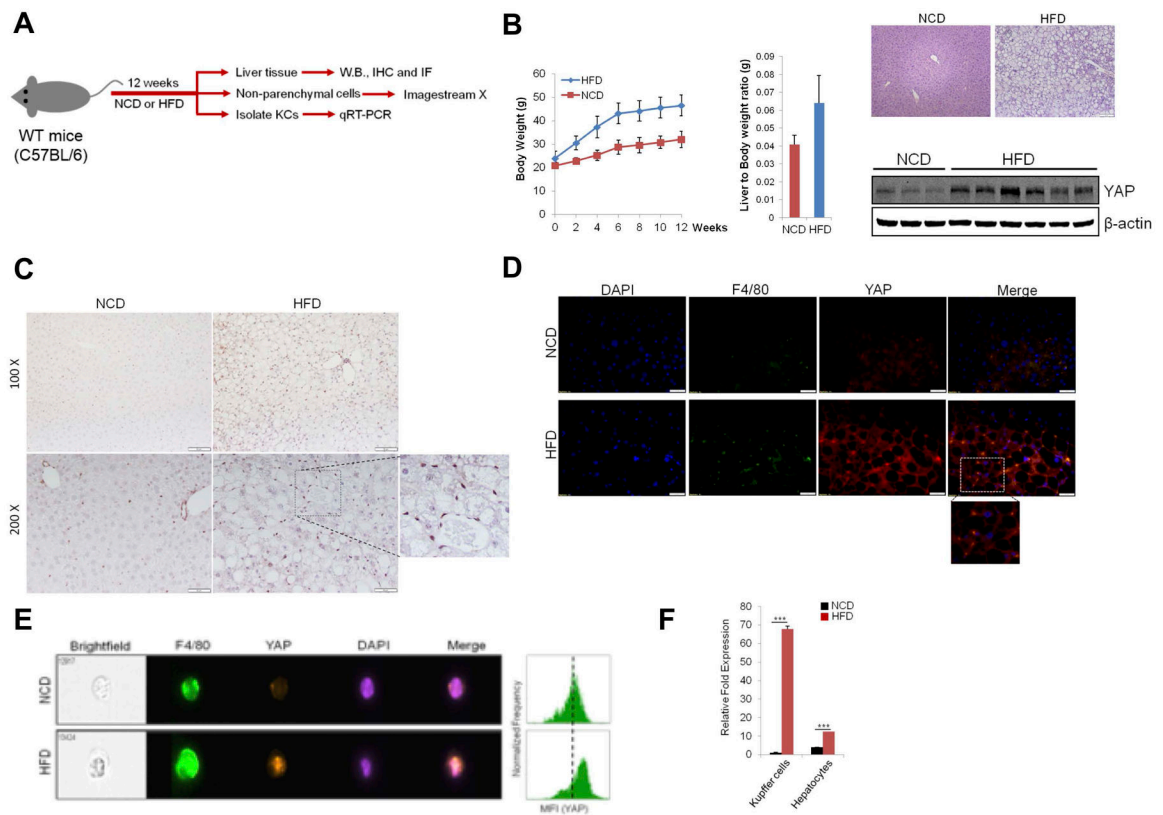 A
12 weeks
NCD or HFD
Liver tissue
W.B., IHC and IF
Non-parenchymal cells
Imagestream X
Isolate KCs
qRT-PCR
WT mice
(C57BL/6)
B
Body Weight (g)
60
50
40
30
20
10
0
HFD
NCD
0 2 4 6 8 10 12 Weeks
Liver to Body weight ratio (g)
0.09
0.08
0.07
0.06
0.05
0.04
0.03
0.02
0.01
0.00
NCD HFD
NCD HFD
NCD HFD
YAP
β-actin
C
NCD HFD
100 X
200 X
D
DAPI F4/80 YAP Merge
NCD
HFD
E
Brightfield F4/80 YAP DAPI Merge
NCD
HFD
Normalized Frequency
MFI (YAP)
F
NCD
HFD
Relative Fold Expression
80
70
60
50
40
30
20
10
0
***
***
Kupffer cells
Hepatocytes